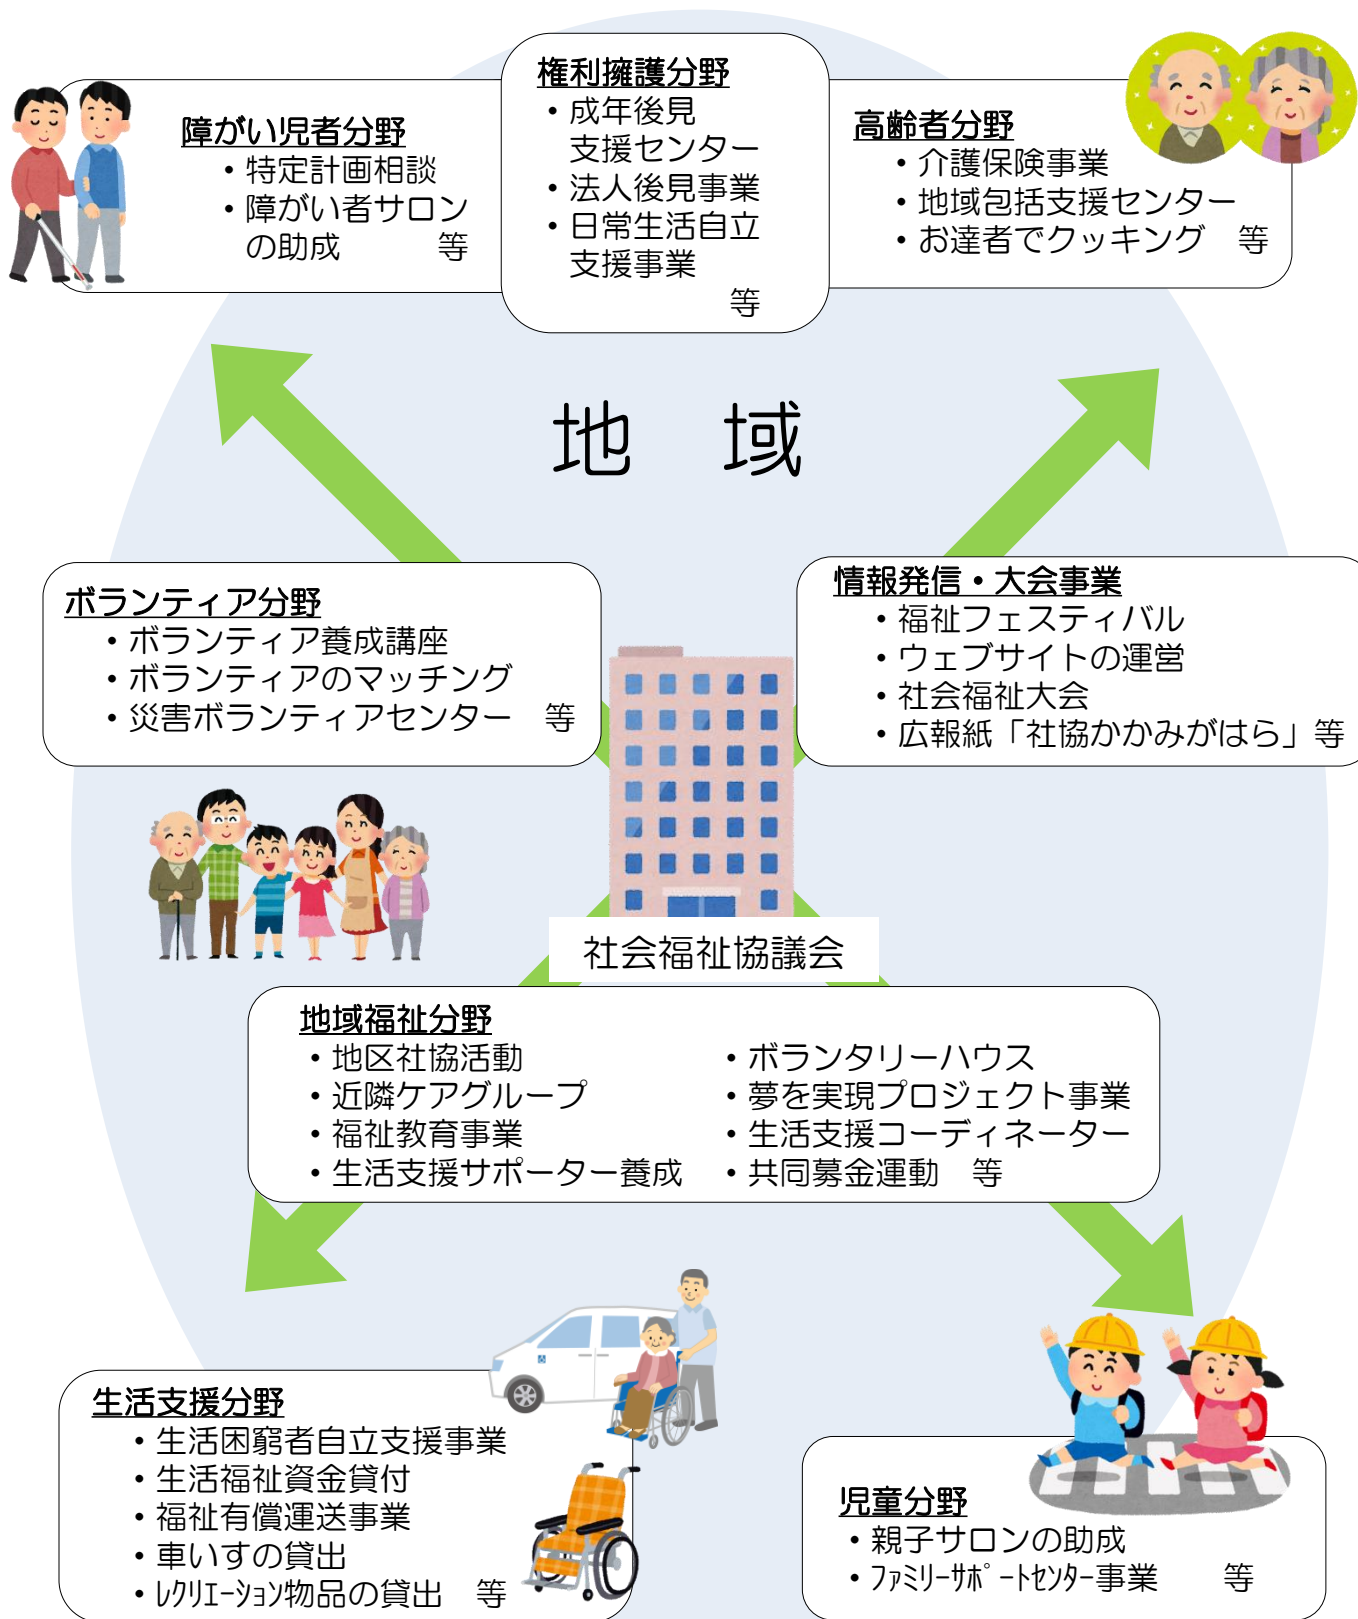 障がい児者分野
・特定計画相談
・障がい者サロン
の助成　等
権利擁護分野
・成年後見
支援センター
・法人後見事業
・日常生活自立
支援事業
等
高齢者分野
・介護保険事業
・地域包括支援センター
・お達者でクッキング　等
地　域
ボランティア分野
・ボランティア養成講座
・ボランティアのマッチング
・災害ボランティアセンター　等
情報発信・大会事業
・福祉フェスティバル
・ウェブサイトの運営
・社会福祉大会
・広報紙「社協かかみがはら」等
社会福祉協議会
地域福祉分野
・地区社協活動
・近隣ケアグループ
・福祉教育事業
・生活支援サポーター養成
・ボランタリーハウス
・夢を実現プロジェクト事業
・生活支援コーディネーター
・共同募金運動　等
生活支援分野
・生活困窮者自立支援事業
・生活福祉資金貸付
・福祉有償運送事業
・車いすの貸出
・ﾚｸﾘｴｰｼｮﾝ物品の貸出　等
児童分野
・親子サロンの助成
・ﾌｧﾐﾘｰｻﾎﾟｰﾄｾﾝﾀｰ事業　等